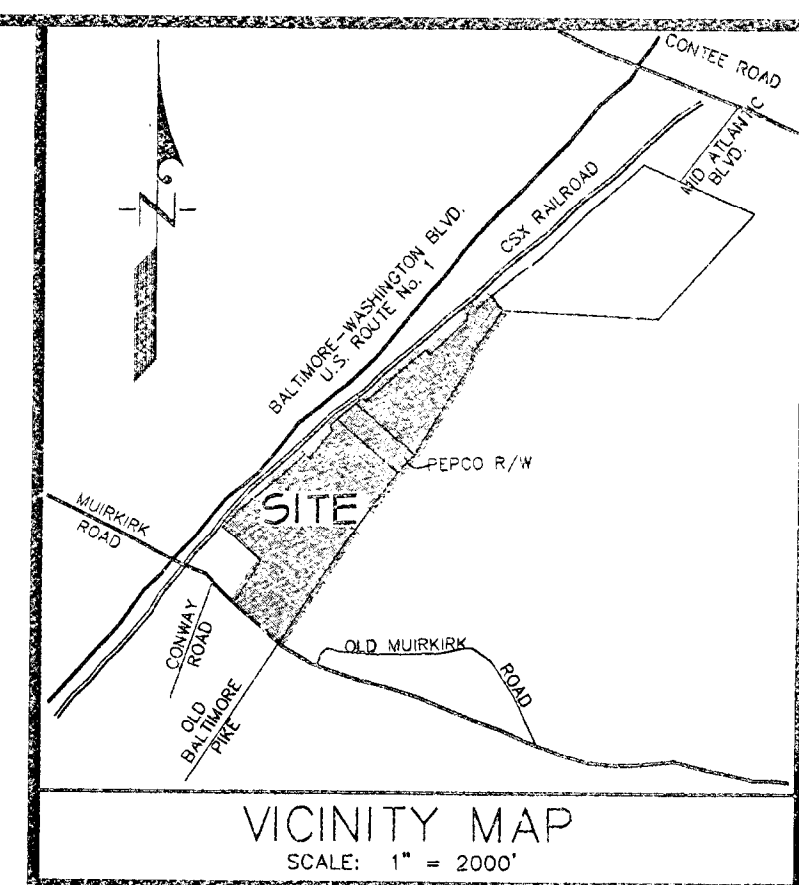 CONTEE ROAD
MID ATLANTIC
BLVD.
CSX RAILROAD
BALTIMORE-WASHINGTON BLVD.
U.S. ROUTE No. 1
N
PEPCO R/W
SITE
MUIRKIRK
ROAD
CONWAY
ROAD
OLD MUIRKIRK
ROAD
OLD
BALTIMORE
PIKE
VICINITY MAP
SCALE: 1" = 2000'